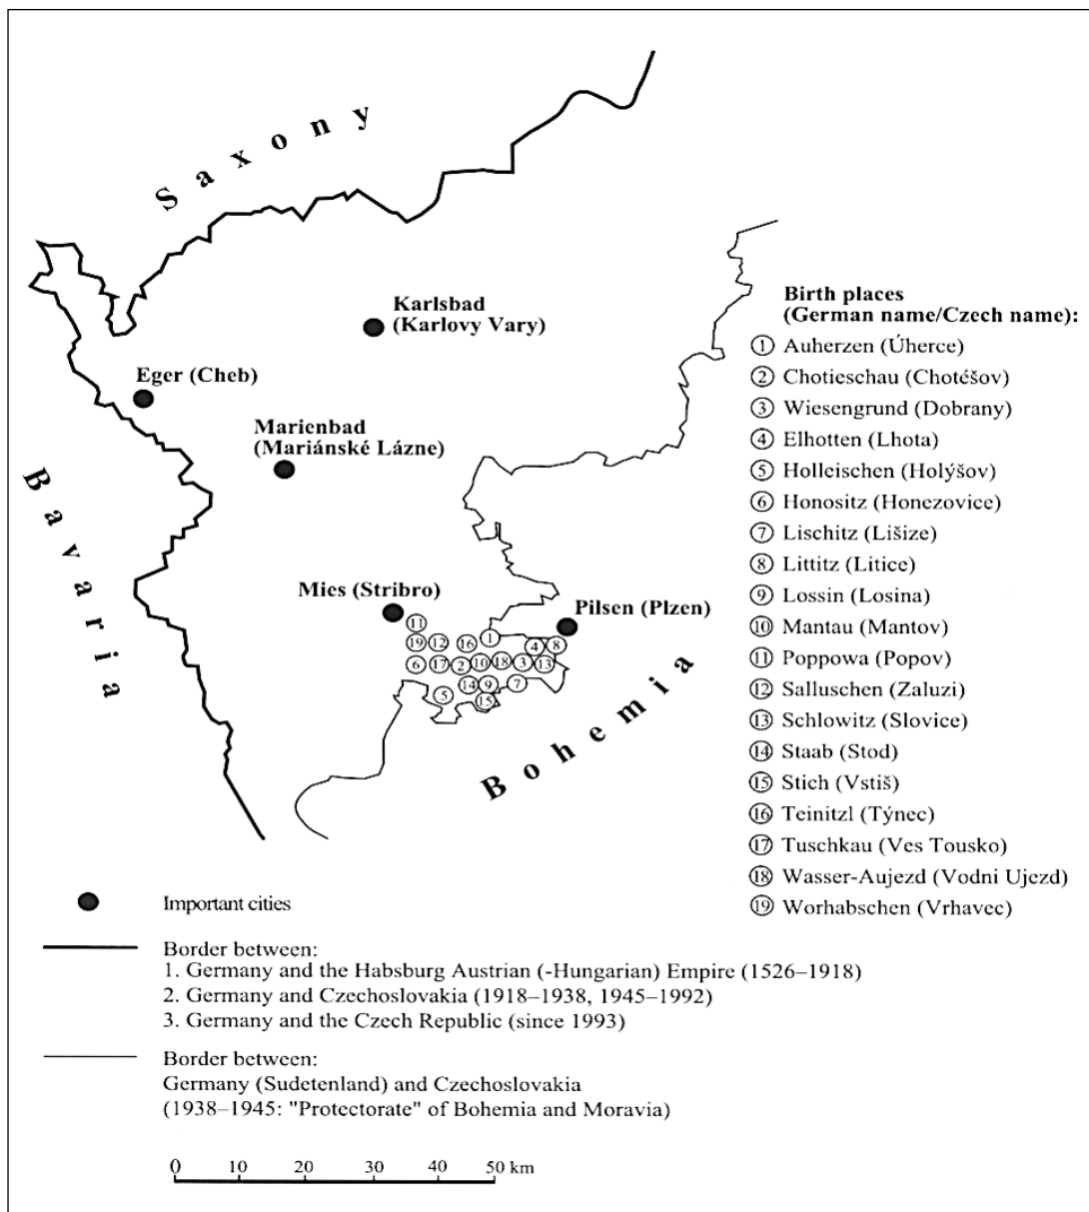 Saxony
Karlsbad
(Karlovy Vary)
Eger (Cheb)
Marienbad
(Mariánské Lázne)
Bavaria
Mies (Stribro)
Pilsen (Plzen)
Bohemia
11
19 12 16 1 4 8
6 17 2 10 18 3 13
5 14 9 7
15
Birth places
(German name/Czech name):
1 Auherzen (Úherce)
2 Chotieschau (Chotéšov)
3 Wiesengrund (Dobrany)
4 Elhotten (Lhota)
5 Holleischen (Holýšov)
6 Honositz (Honezovice)
7 Lischitz (Lišize)
8 Littitz (Litice)
9 Lossin (Losina)
10 Mantau (Mantov)
11 Poppowa (Popov)
12 Salluschen (Zaluzi)
13 Schlowitz (Slovice)
14 Staab (Stod)
15 Stich (Vstiš)
16 Teinitzl (Týnec)
17 Tuschkau (Ves Tousko)
18 Wasser-Aujezd (Vodni Ujezd)
19 Worhabschen (Vrhavec)
Important cities
Border between:
1. Germany and the Habsburg Austrian (-Hungarian) Empire (1526–1918)
2. Germany and Czechoslovakia (1918–1938, 1945–1992)
3. Germany and the Czech Republic (since 1993)
Border between:
Germany (Sudetenland) and Czechoslovakia
(1938–1945: "Protectorate" of Bohemia and Moravia)
0 10 20 30 40 50 km